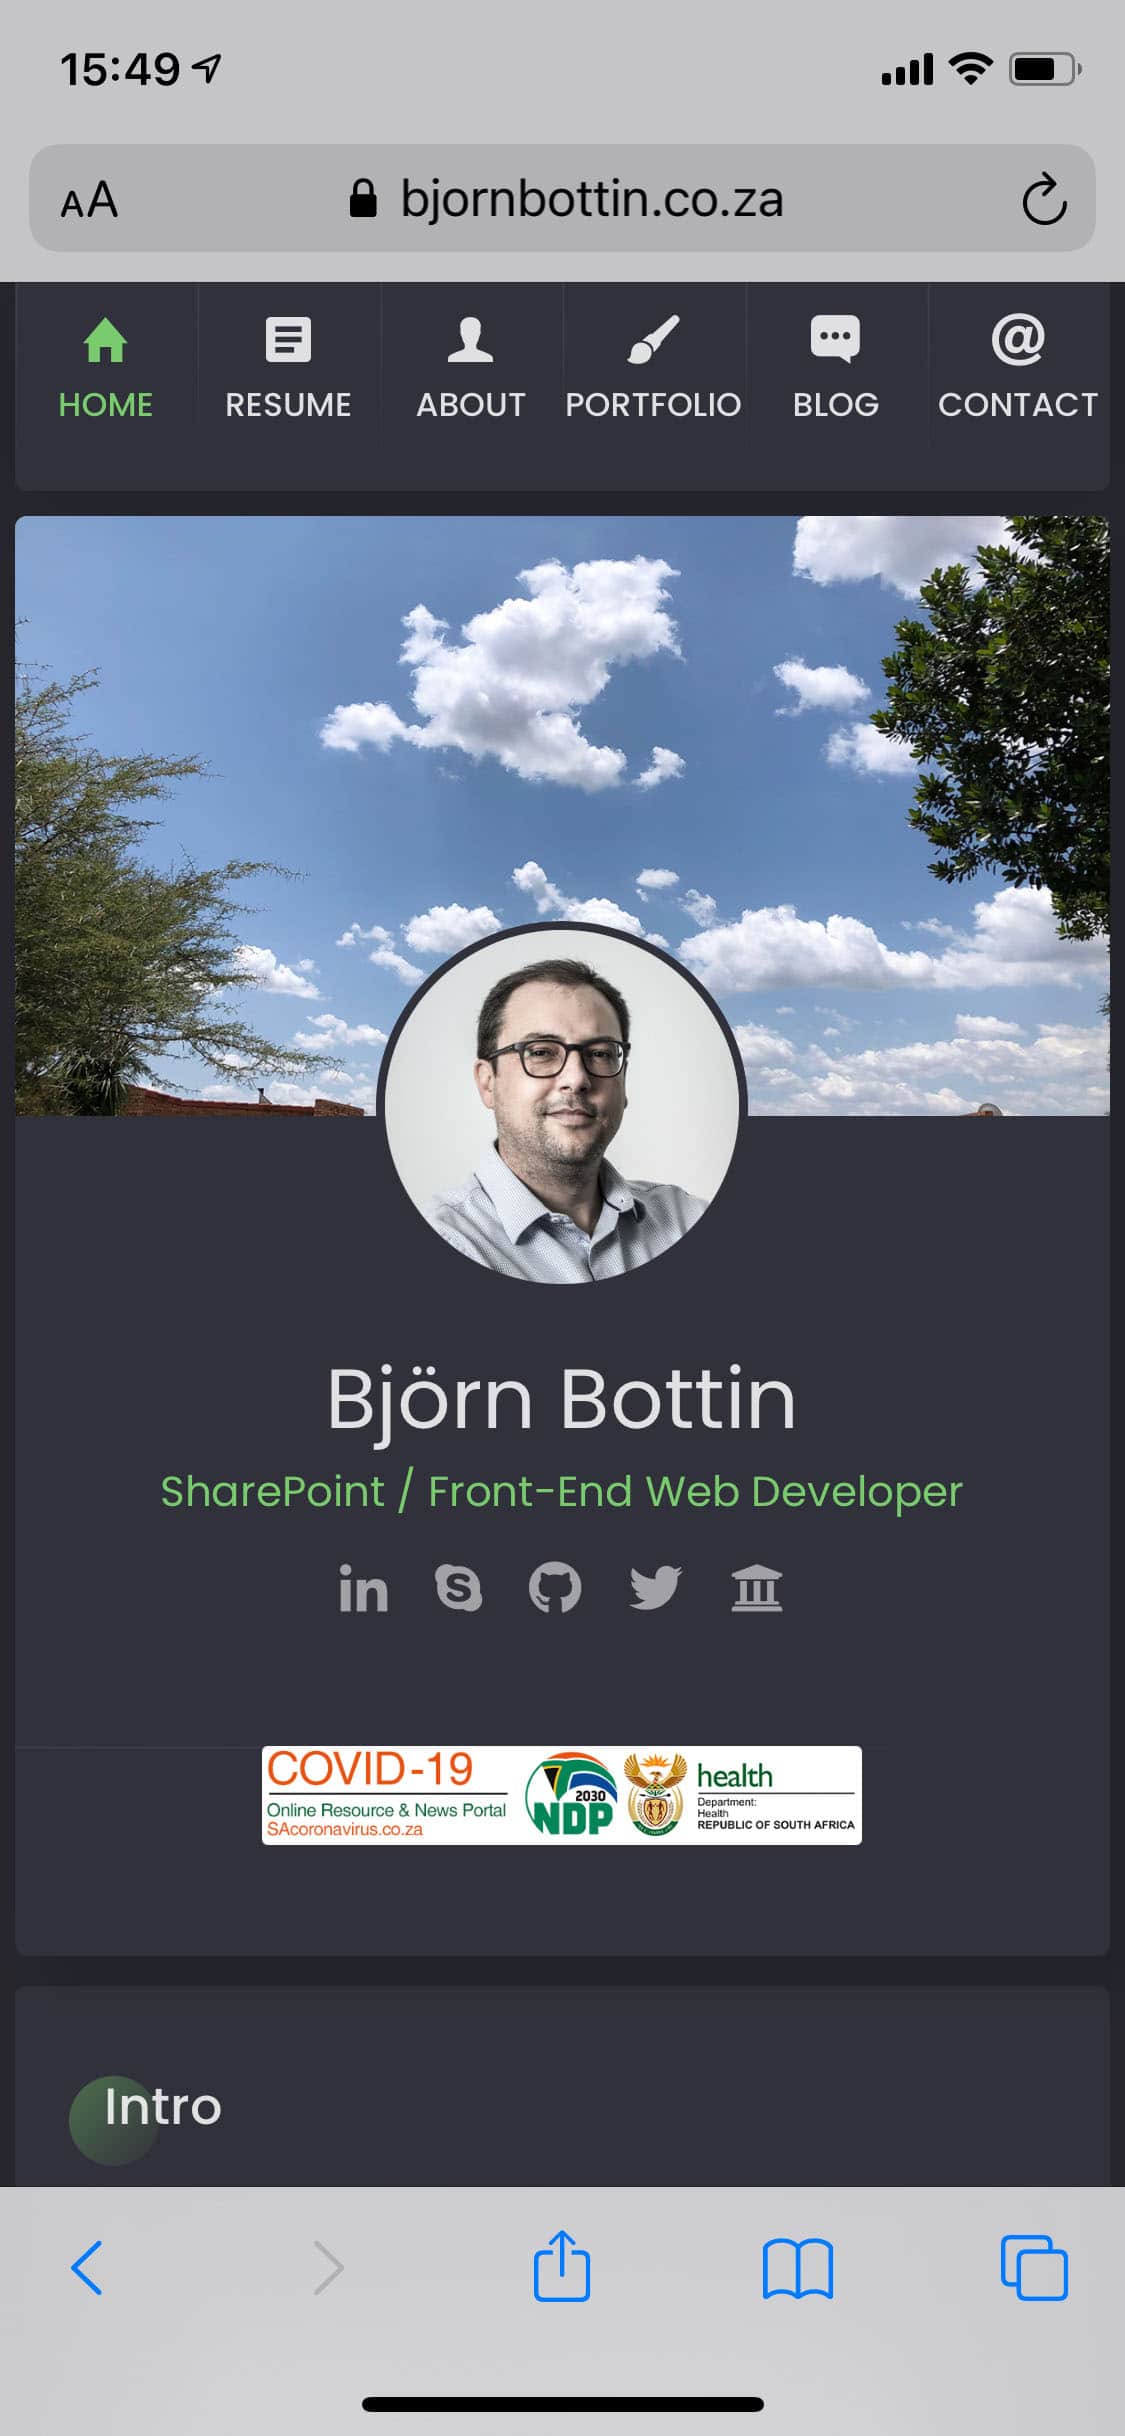 15:49
AA bjornbottin.co.za
HOME RESUME ABOUT PORTFOLIO BLOG CONTACT
Björn Bottin
SharePoint / Front-End Web Developer
COVID-19
Online Resource & News Portal
SAcoronavirus.co.za
2030
NDP
health
Department:
Health
REPUBLIC OF SOUTH AFRICA
Intro